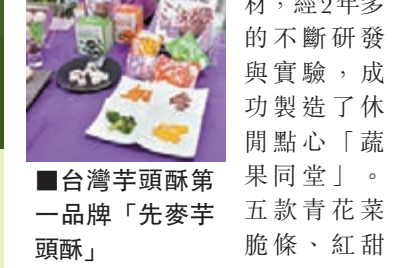 ■台灣芋頭酥第
一品牌「先麥芋
頭酥」
材，經2年多
的不斷研發
與實驗，成
功製造了休
閒點心「蔬
果同堂」。
五款青花菜
脆條、紅甜